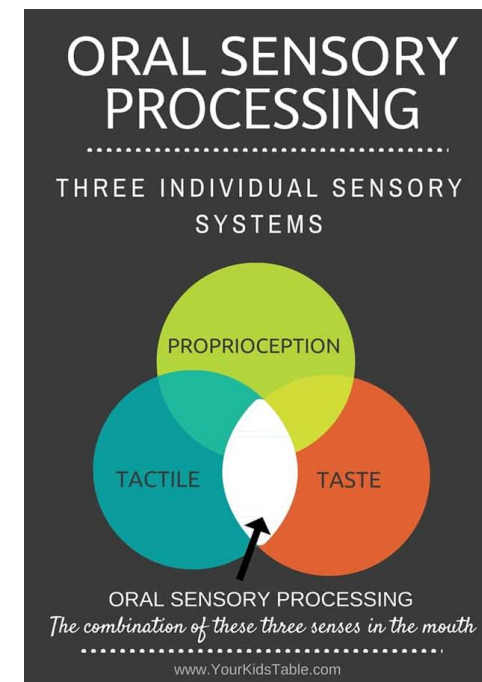 ORAL SENSORY
PROCESSING
THREE INDIVIDUAL SENSORY
SYSTEMS
PROPRIOCEPTION
TACTILE
TASTE
ORAL SENSORY PROCESSING
The combination of these three senses in the mouth
www.YourKidsTable.com